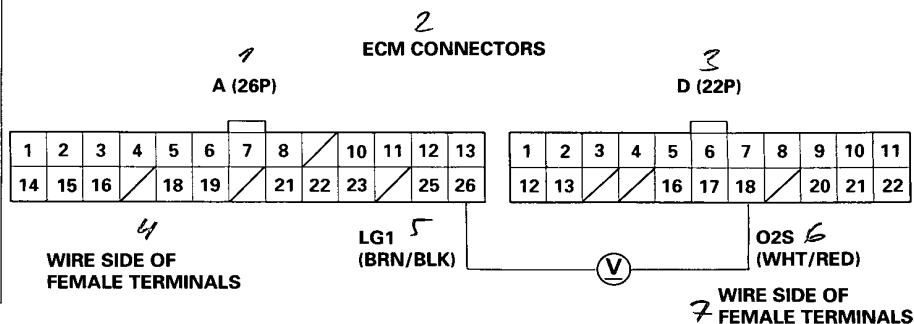 2
ECM CONNECTORS
1
3
A (26P)
D (22P)
1 2 3 4 5 6 7 8 10 11 12 13
1 2 3 4 5 6 7 8 9 10 11
14 15 16 18 19 21 22 23 25 26
12 13 16 17 18 20 21 22
4
WIRE SIDE OF
FEMALE TERMINALS
LG1 5
(BRN/BLK)
V
O2S 6
(WHT/RED)
WIRE SIDE OF
7 FEMALE TERMINALS